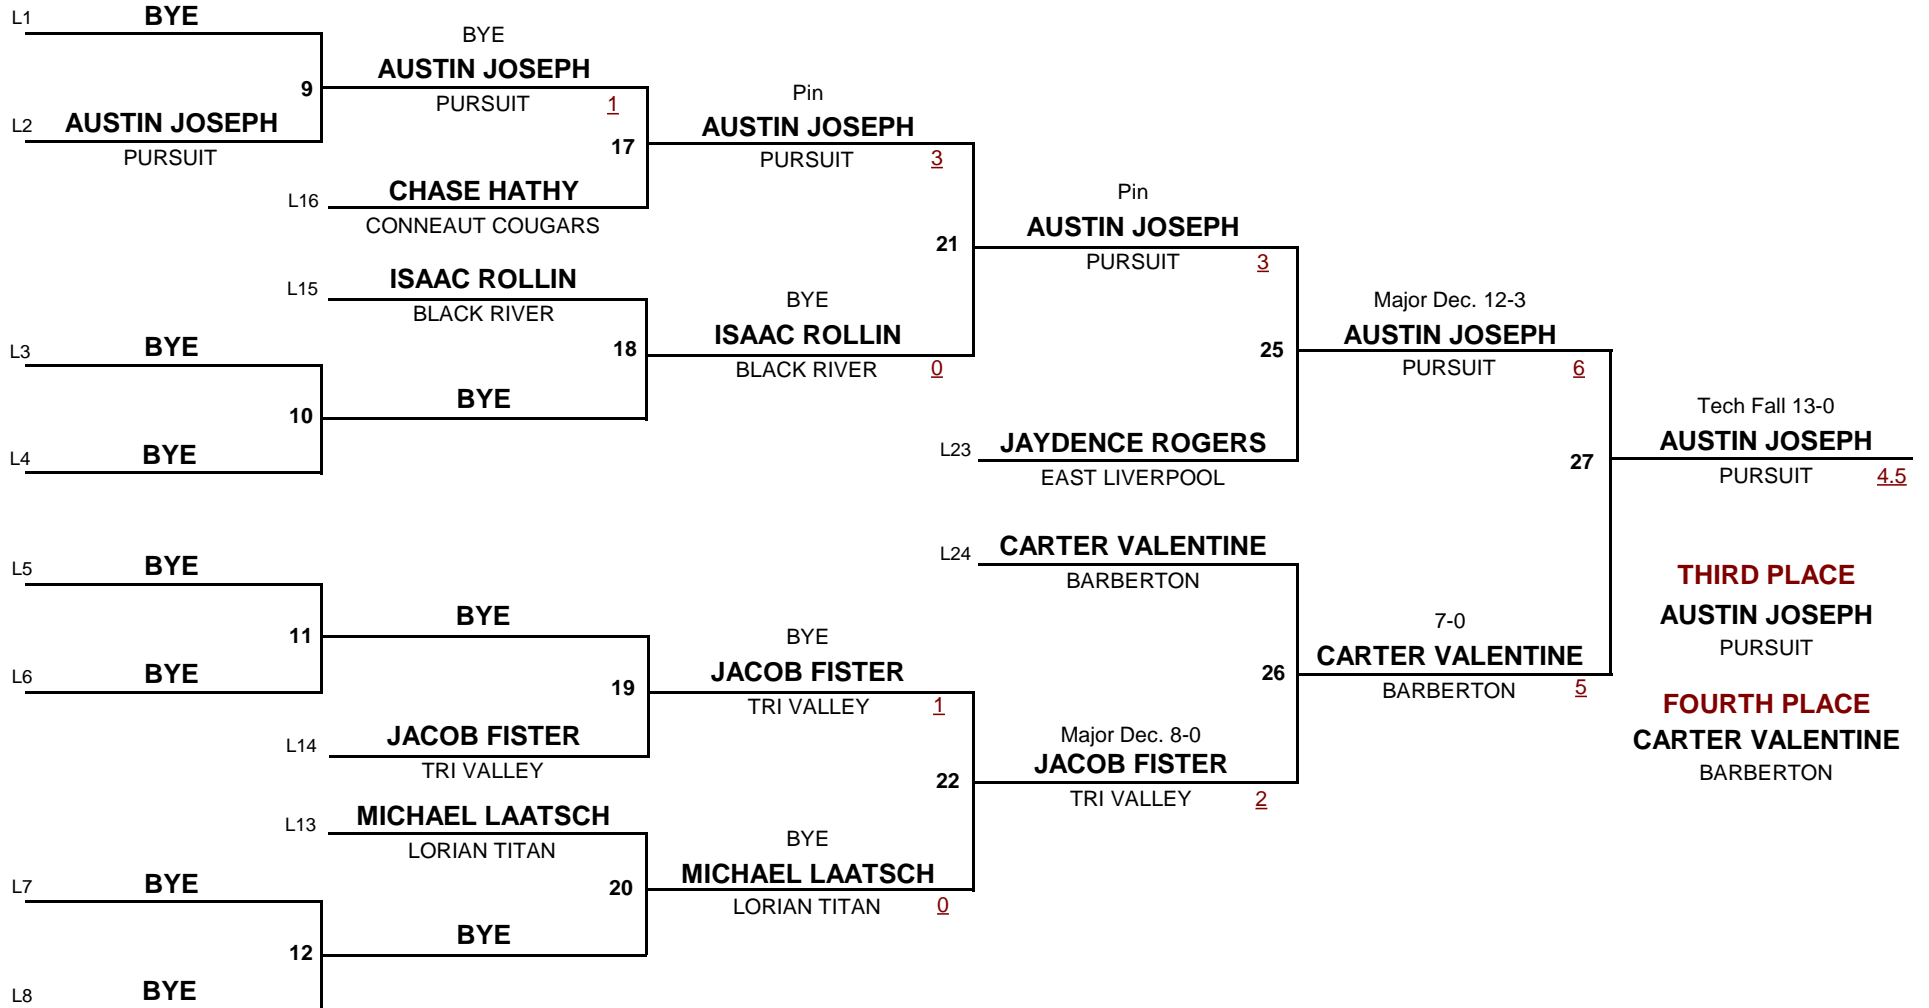 L1 BYE
9
L2 AUSTIN JOSEPH
PURSUIT
BYE
AUSTIN JOSEPH
PURSUIT 1
17
L16 CHASE HATHY
CONNEAUT COUGARS
Pin
AUSTIN JOSEPH
PURSUIT 3
L15 ISAAC ROLLIN
BLACK RIVER
18
L3 BYE
10
L4 BYE
BYE
BYE
ISAAC ROLLIN
BLACK RIVER 0
21
Pin
AUSTIN JOSEPH
PURSUIT 3
25
L23 JAYDENCE ROGERS
EAST LIVERPOOL
Major Dec. 12-3
AUSTIN JOSEPH
PURSUIT 6
27
Tech Fall 13-0
AUSTIN JOSEPH
PURSUIT 4.5
L5 BYE
11
L6 BYE
BYE
19
L14 JACOB FISTER
TRI VALLEY
BYE
JACOB FISTER
TRI VALLEY 1
22
L13 MICHAEL LAATSCH
LORIAN TITAN
20
L7 BYE
12
L8 BYE
BYE
BYE
MICHAEL LAATSCH
LORIAN TITAN 0
L24 CARTER VALENTINE
BARBERTON
26
Major Dec. 8-0
JACOB FISTER
TRI VALLEY 2
7-0
CARTER VALENTINE
BARBERTON 5
THIRD PLACE
AUSTIN JOSEPH
PURSUIT
FOURTH PLACE
CARTER VALENTINE
BARBERTON